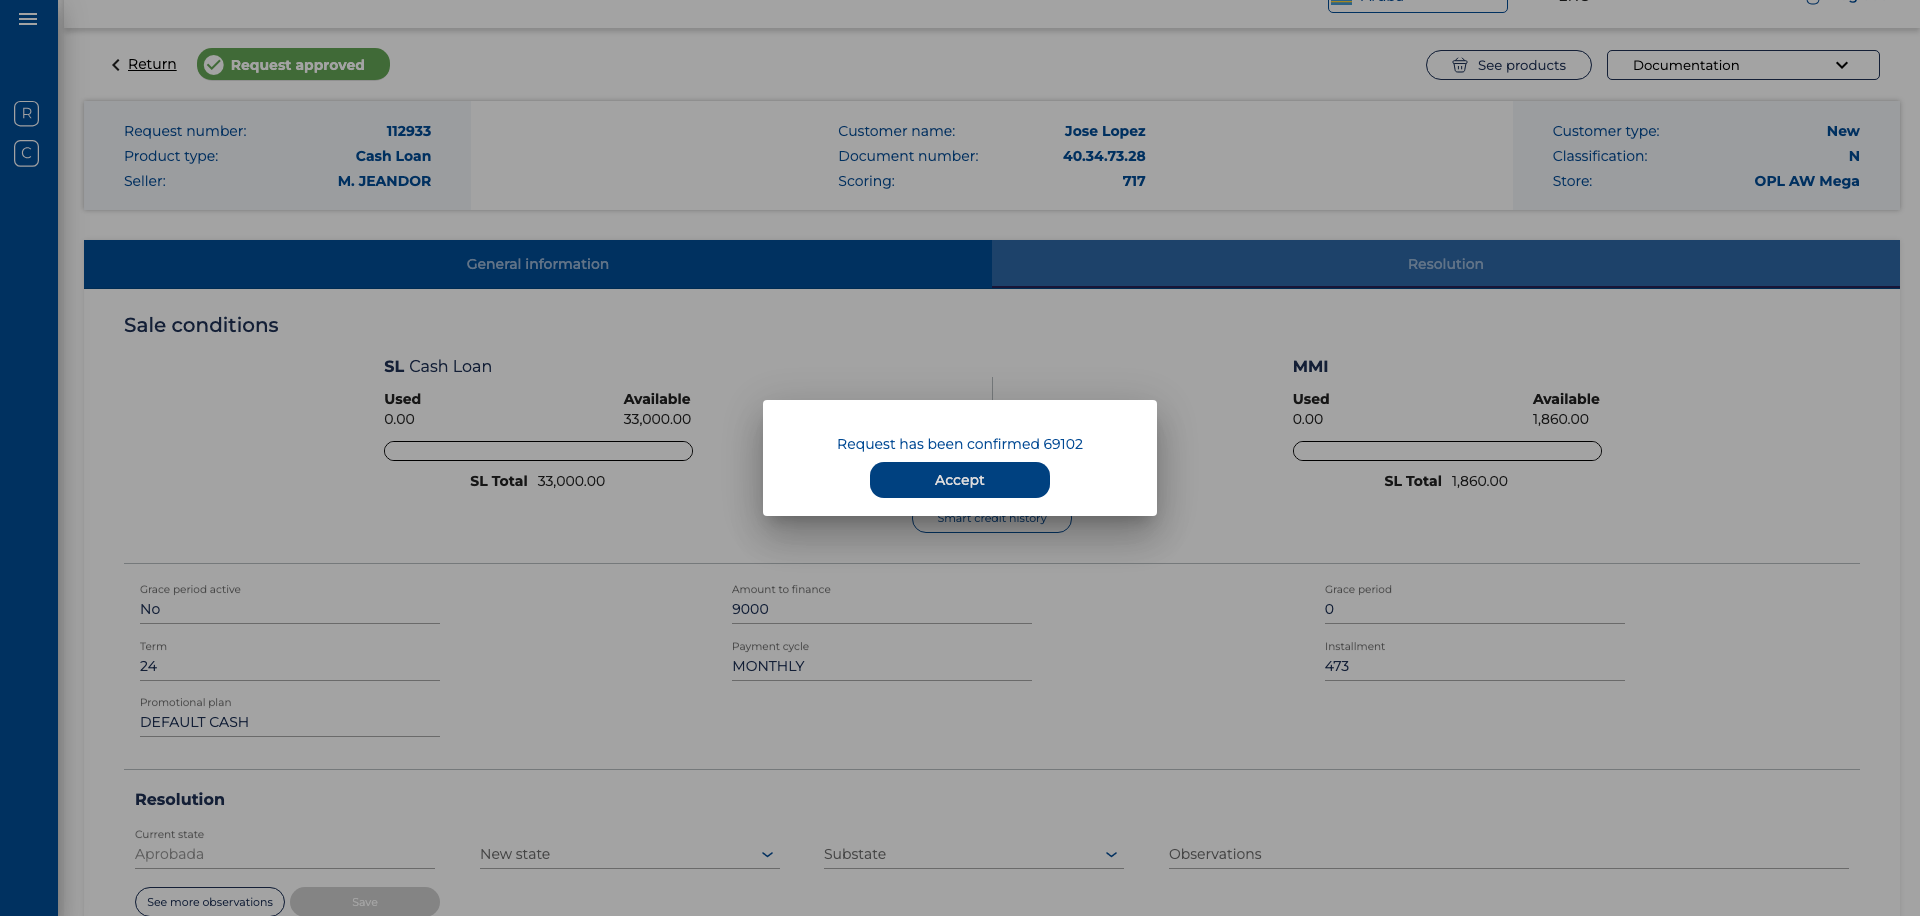 Return
Request approved
See products
Documentation
R
C
Request number: 112933
Product type: Cash Loan
Seller: M. JEANDOR
Customer name: Jose Lopez
Document number: 40.34.73.28
Scoring: 717
Customer type: New
Classification: N
Store: OPL AW Mega
General information
Resolution
Sale conditions
SL Cash Loan
Used Available
0.00 33,000.00
SL Total 33,000.00
MMI
Used Available
0.00 1,860.00
SL Total 1,860.00
Request has been confirmed 69102
Accept
Smart credit history
Grace period active
No
Amount to finance
9000
Grace period
0
Term
24
Payment cycle
MONTHLY
Installment
473
Promotional plan
DEFAULT CASH
Resolution
Current state
Aprobada
New state
Substate
Observations
See more observations
Save